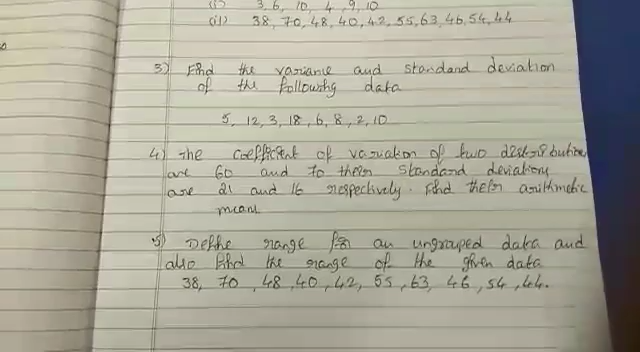 (i) 3, 6, 10, 4, 9, 10
(ii) 38, 70, 48, 40, 42, 55, 63, 46, 54, 44
3) Find the variance and standard deviation
of the following data
5, 12, 3, 18, 6, 8, 2, 10
4) The coefficient of variation of two distributions
are 60 and 70 their standard deviations
are 21 and 16 respectively. Find their arithmetic
mean.
5) Define range for an ungrouped data and
also find the range of the given data
38, 70, 48, 40, 42, 55, 63, 46, 54, 44.